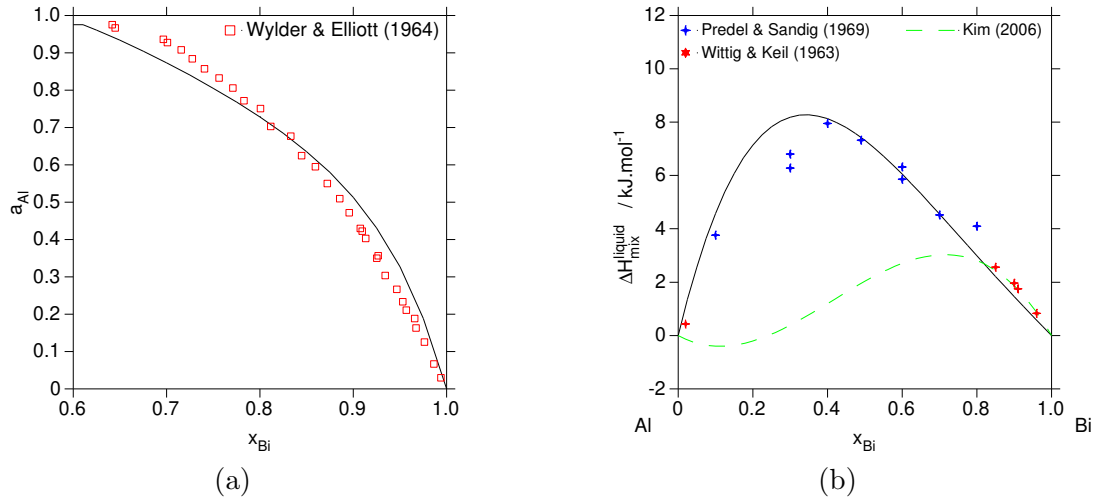 1.0
0.9
0.8
0.7
0.6
0.5
0.4
0.3
0.2
0.1
0
a_Al
Wylder & Elliott (1964)
0.6 0.7 0.8 0.9 1.0
x_Bi
(a)
12
10
8
6
4
2
0
-2
ΔH_mix^liquid / kJ.mol⁻¹
Predel & Sandig (1969)
Wittig & Keil (1963)
Kim (2006)
0 0.2 0.4 0.6 0.8 1.0
Al Bi
x_Bi
(b)